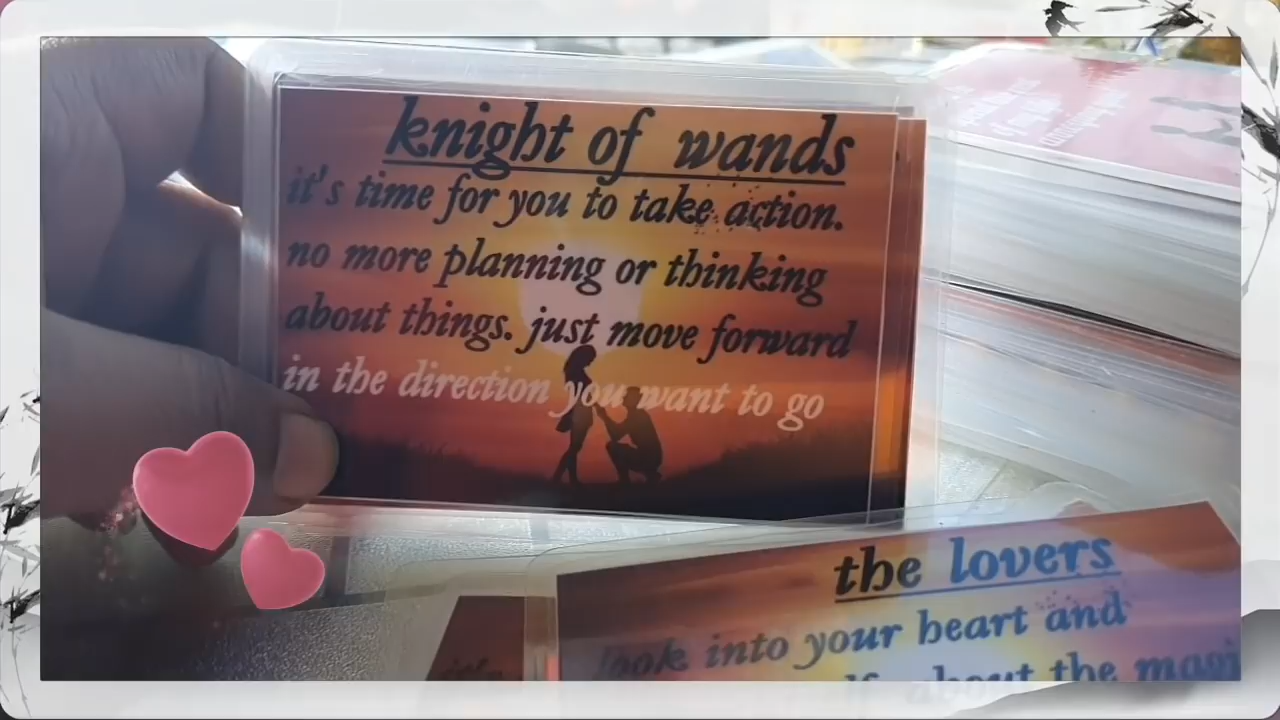 knight of wands
it's time for you to take action.
no more planning or thinking
about things. just move forward
in the direction you want to go
the lovers
look into your heart and
about the magi